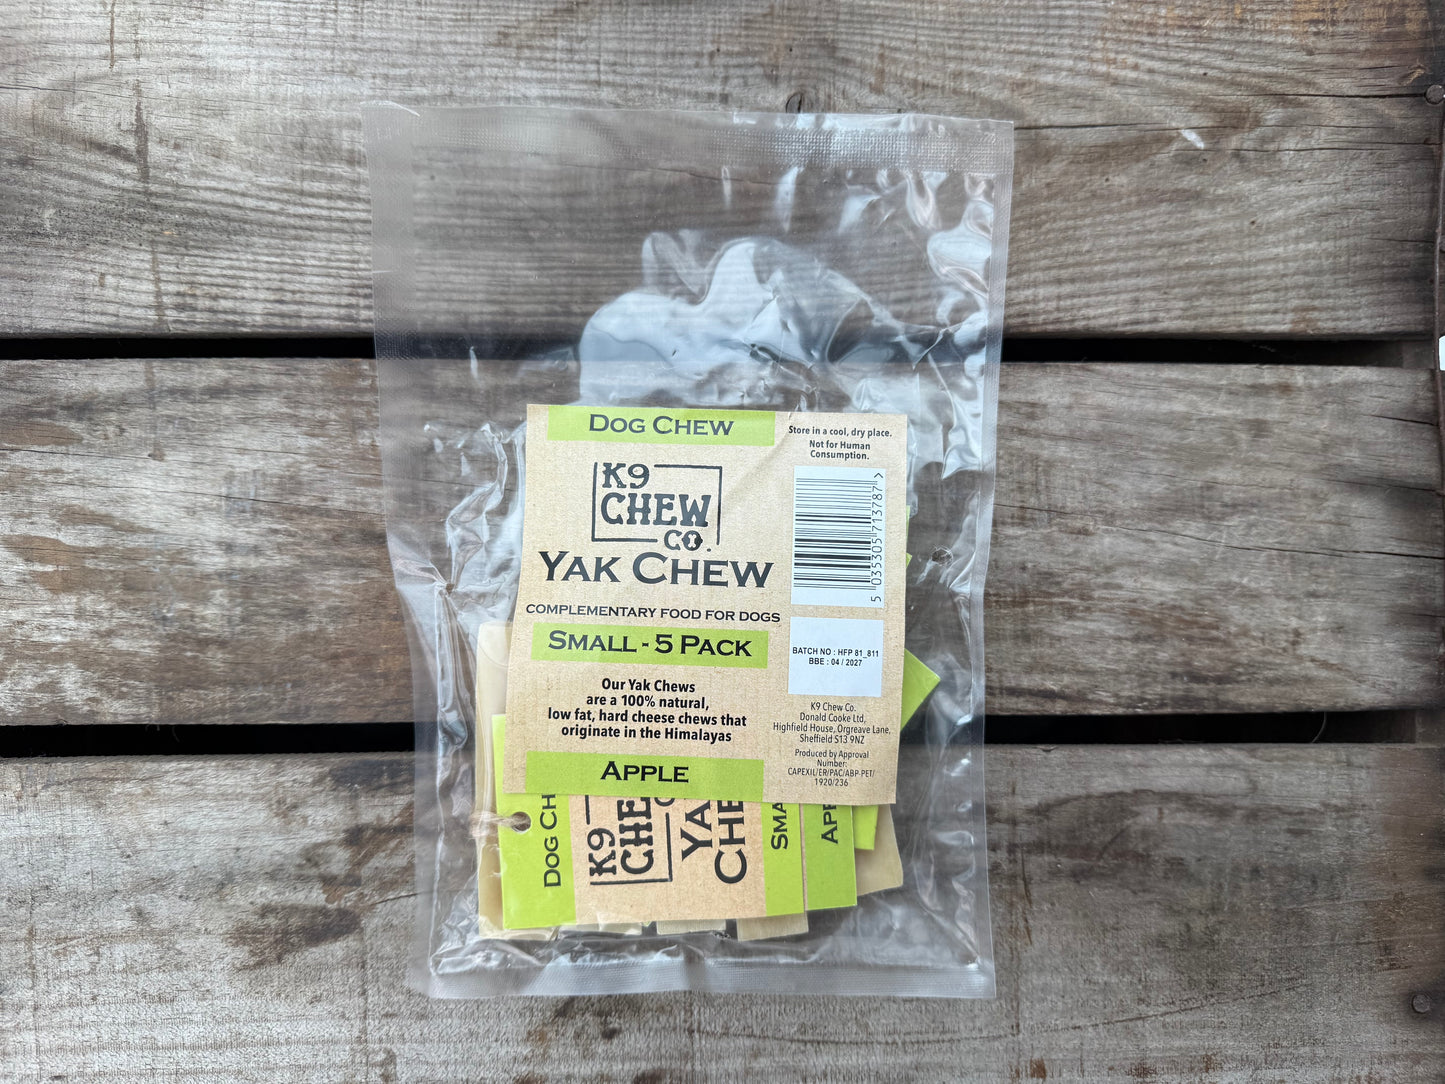 DOG CHEW
K9
CHEW
CO.
YAK CHEW
COMPLEMENTARY FOOD FOR DOGS
SMALL - 5 PACK
Our Yak Chews
are a 100% natural,
low fat, hard cheese chews that
originate in the Himalayas
APPLE
Store in a cool, dry place.
Not for Human
Consumption.
5 035305 713787 >
BATCH NO : HFP 81_811
BBE : 04 / 2027
K9 Chew Co.
Donald Cooke Ltd,
Highfield House, Orgreave Lane,
Sheffield S13 9NZ
Produced by Approval
Number:
CAPEXIL/ER/PAC/ABP-PET/
1920/236
DOG CH
K9
CHE
YA
CHE
SMA
APP